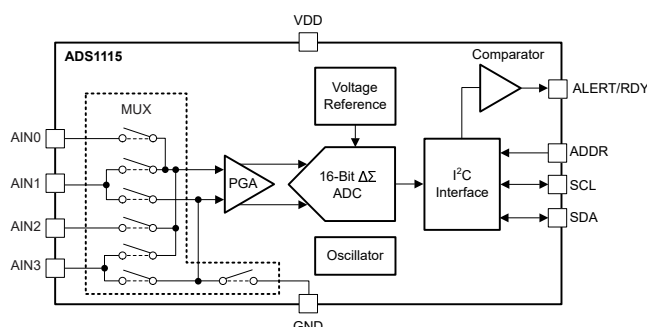 VDD
ADS1115
Comparator
Voltage
Reference
MUX
ALERT/RDY
AIN0
ADDR
AIN1
PGA
16-Bit ΔΣ
ADC
I²C
Interface
SCL
AIN2
SDA
Oscillator
AIN3
GND